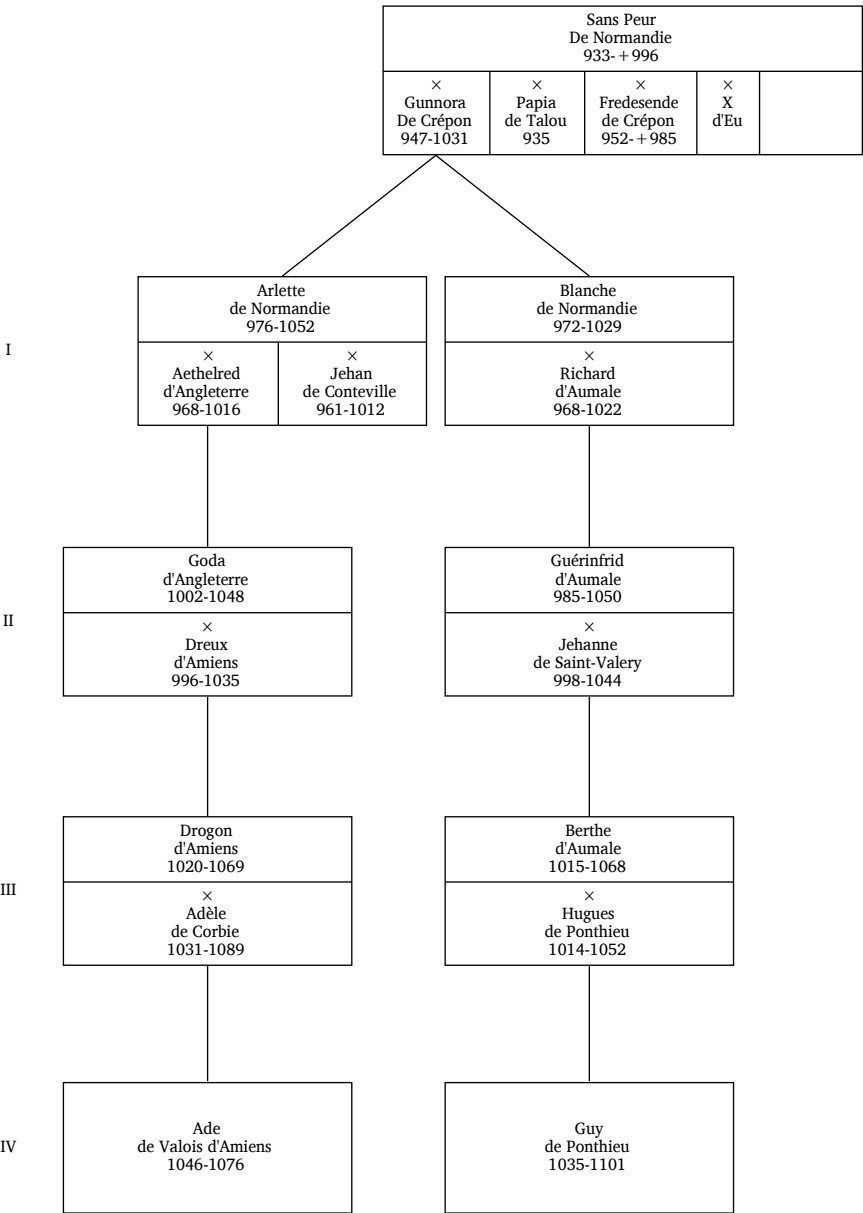 Sans Peur
De Normandie
933-+996
×
Gunnora
De Crépon
947-1031
×
Papia
de Talou
935
×
Fredesende
de Crépon
952-+985
×
X
d'Eu
I
Arlette
de Normandie
976-1052
×
Aethelred
d'Angleterre
968-1016
×
Jehan
de Conteville
961-1012
Blanche
de Normandie
972-1029
×
Richard
d'Aumale
968-1022
II
Goda
d'Angleterre
1002-1048
×
Dreux
d'Amiens
996-1035
Guérinfrid
d'Aumale
985-1050
×
Jehanne
de Saint-Valery
998-1044
III
Drogon
d'Amiens
1020-1069
×
Adèle
de Corbie
1031-1089
Berthe
d'Aumale
1015-1068
×
Hugues
de Ponthieu
1014-1052
IV
Ade
de Valois d'Amiens
1046-1076
Guy
de Ponthieu
1035-1101